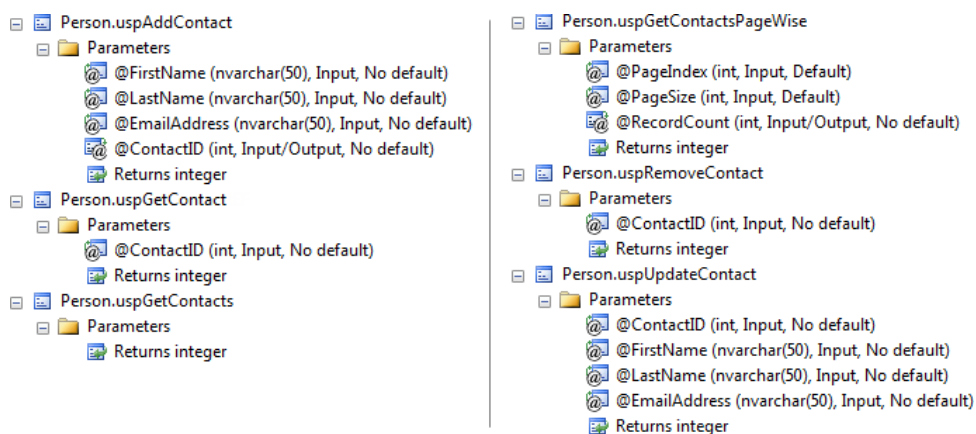 Person.uspAddContact
Parameters
@FirstName (nvarchar(50), Input, No default)
@LastName (nvarchar(50), Input, No default)
@EmailAddress (nvarchar(50), Input, No default)
@ContactID (int, Input/Output, No default)
Returns integer
Person.uspGetContact
Parameters
@ContactID (int, Input, No default)
Returns integer
Person.uspGetContacts
Parameters
Returns integer
Person.uspGetContactsPageWise
Parameters
@PageIndex (int, Input, Default)
@PageSize (int, Input, Default)
@RecordCount (int, Input/Output, No default)
Returns integer
Person.uspRemoveContact
Parameters
@ContactID (int, Input, No default)
Returns integer
Person.uspUpdateContact
Parameters
@ContactID (int, Input, No default)
@FirstName (nvarchar(50), Input, No default)
@LastName (nvarchar(50), Input, No default)
@EmailAddress (nvarchar(50), Input, No default)
Returns integer